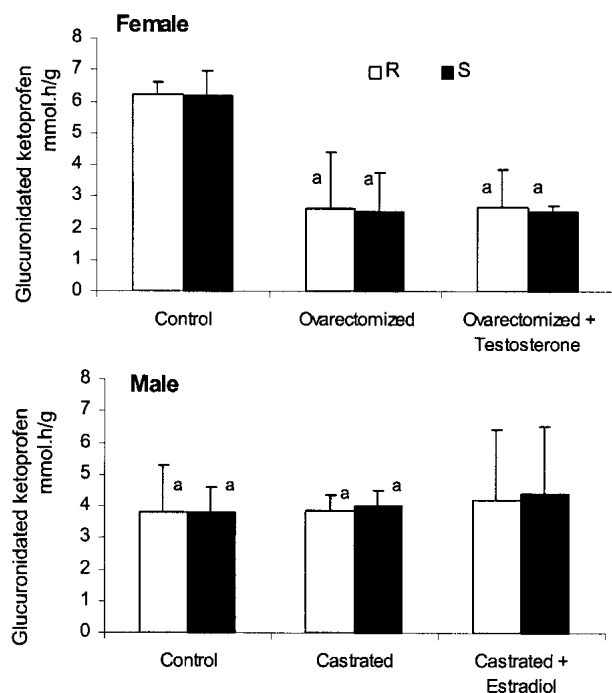 Female
8
7
6
5
4
3
2
1
0
Glucuronidated ketoprofen
mmol.h/g
R S
a a a a
Control Ovarectomized Ovarectomized +
Testosterone
Male
8
7
6
5
4
3
2
1
0
Glucuronidated ketoprofen
mmol.h/g
a a a a
Control Castrated Castrated +
Estradiol